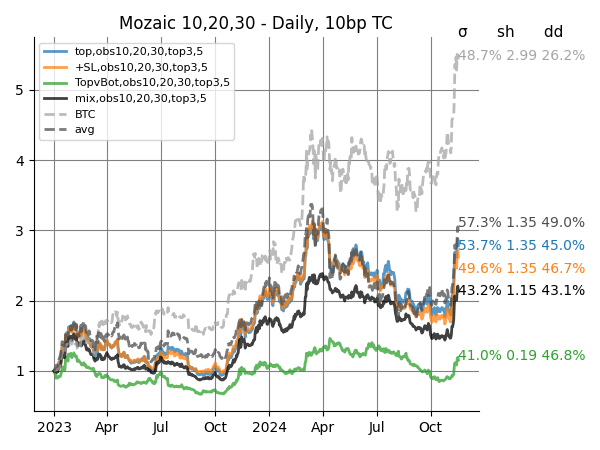 Mozaic 10,20,30 - Daily, 10bp TC
σ sh dd
top,obs10,20,30,top3,5
+SL,obs10,20,30,top3,5
TopvBot,obs10,20,30,top3,5
mix,obs10,20,30,top3,5
BTC
avg
48.7% 2.99 26.2%
57.3% 1.35 49.0%
53.7% 1.35 45.0%
49.6% 1.35 46.7%
43.2% 1.15 43.1%
41.0% 0.19 46.8%
5
4
3
2
1
2023 Apr Jul Oct 2024 Apr Jul Oct